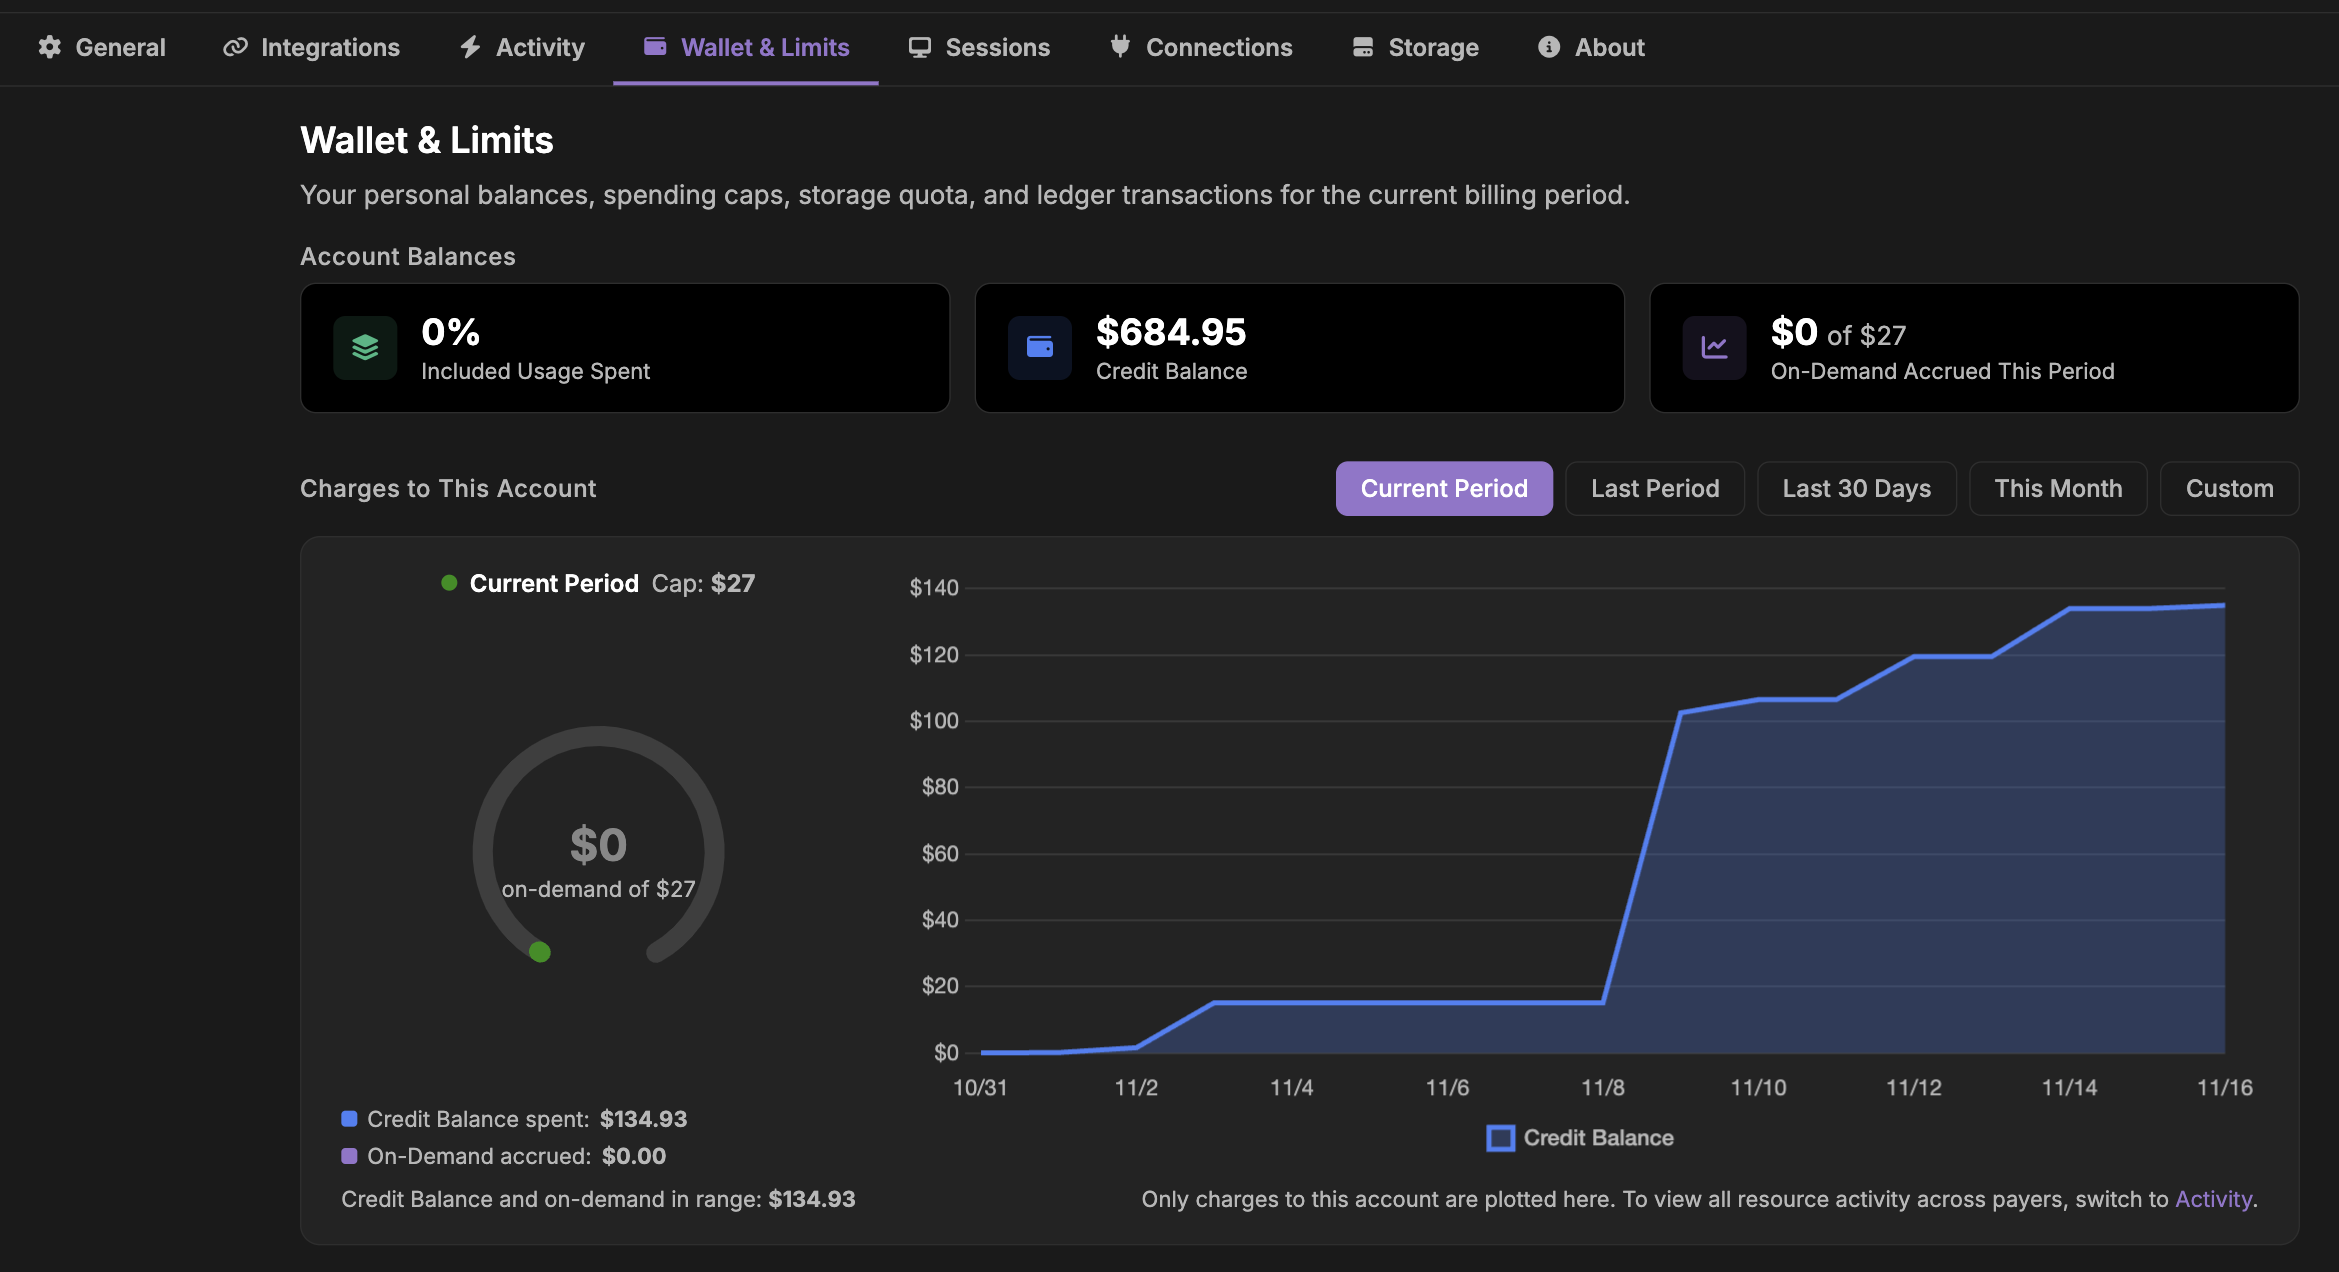 General Integrations Activity Wallet & Limits Sessions Connections Storage About
Wallet & Limits
Your personal balances, spending caps, storage quota, and ledger transactions for the current billing period.
Account Balances
0%
Included Usage Spent
$684.95
Credit Balance
$0 of $27
On-Demand Accrued This Period
Charges to This Account
Current Period Last Period Last 30 Days This Month Custom
Current Period Cap: $27
$0
on-demand of $27
Credit Balance spent: $134.93
On-Demand accrued: $0.00
Credit Balance and on-demand in range: $134.93
$140
$120
$100
$80
$60
$40
$20
$0
10/31 11/2 11/4 11/6 11/8 11/10 11/12 11/14 11/16
Credit Balance
Only charges to this account are plotted here. To view all resource activity across payers, switch to Activity.